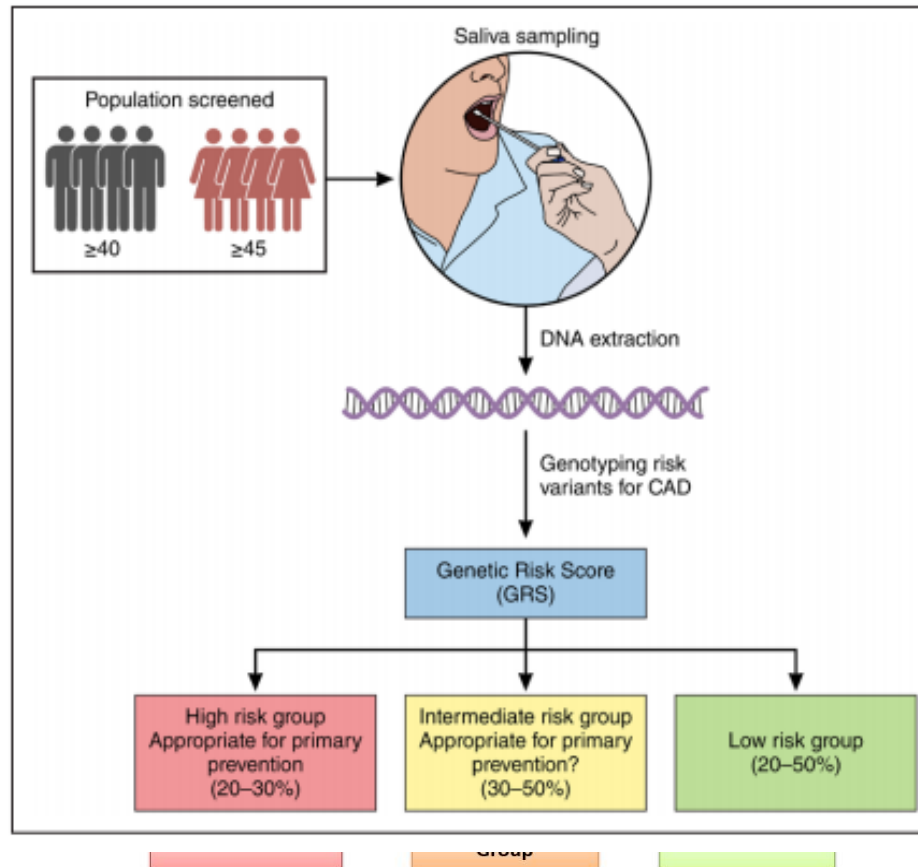 Saliva sampling
Population screened
≥40
≥45
DNA extraction
Genotyping risk
variants for CAD
Genetic Risk Score
(GRS)
High risk group
Appropriate for primary
prevention
(20–30%)
Intermediate risk group
Appropriate for primary
prevention?
(30–50%)
Low risk group
(20–50%)
Group